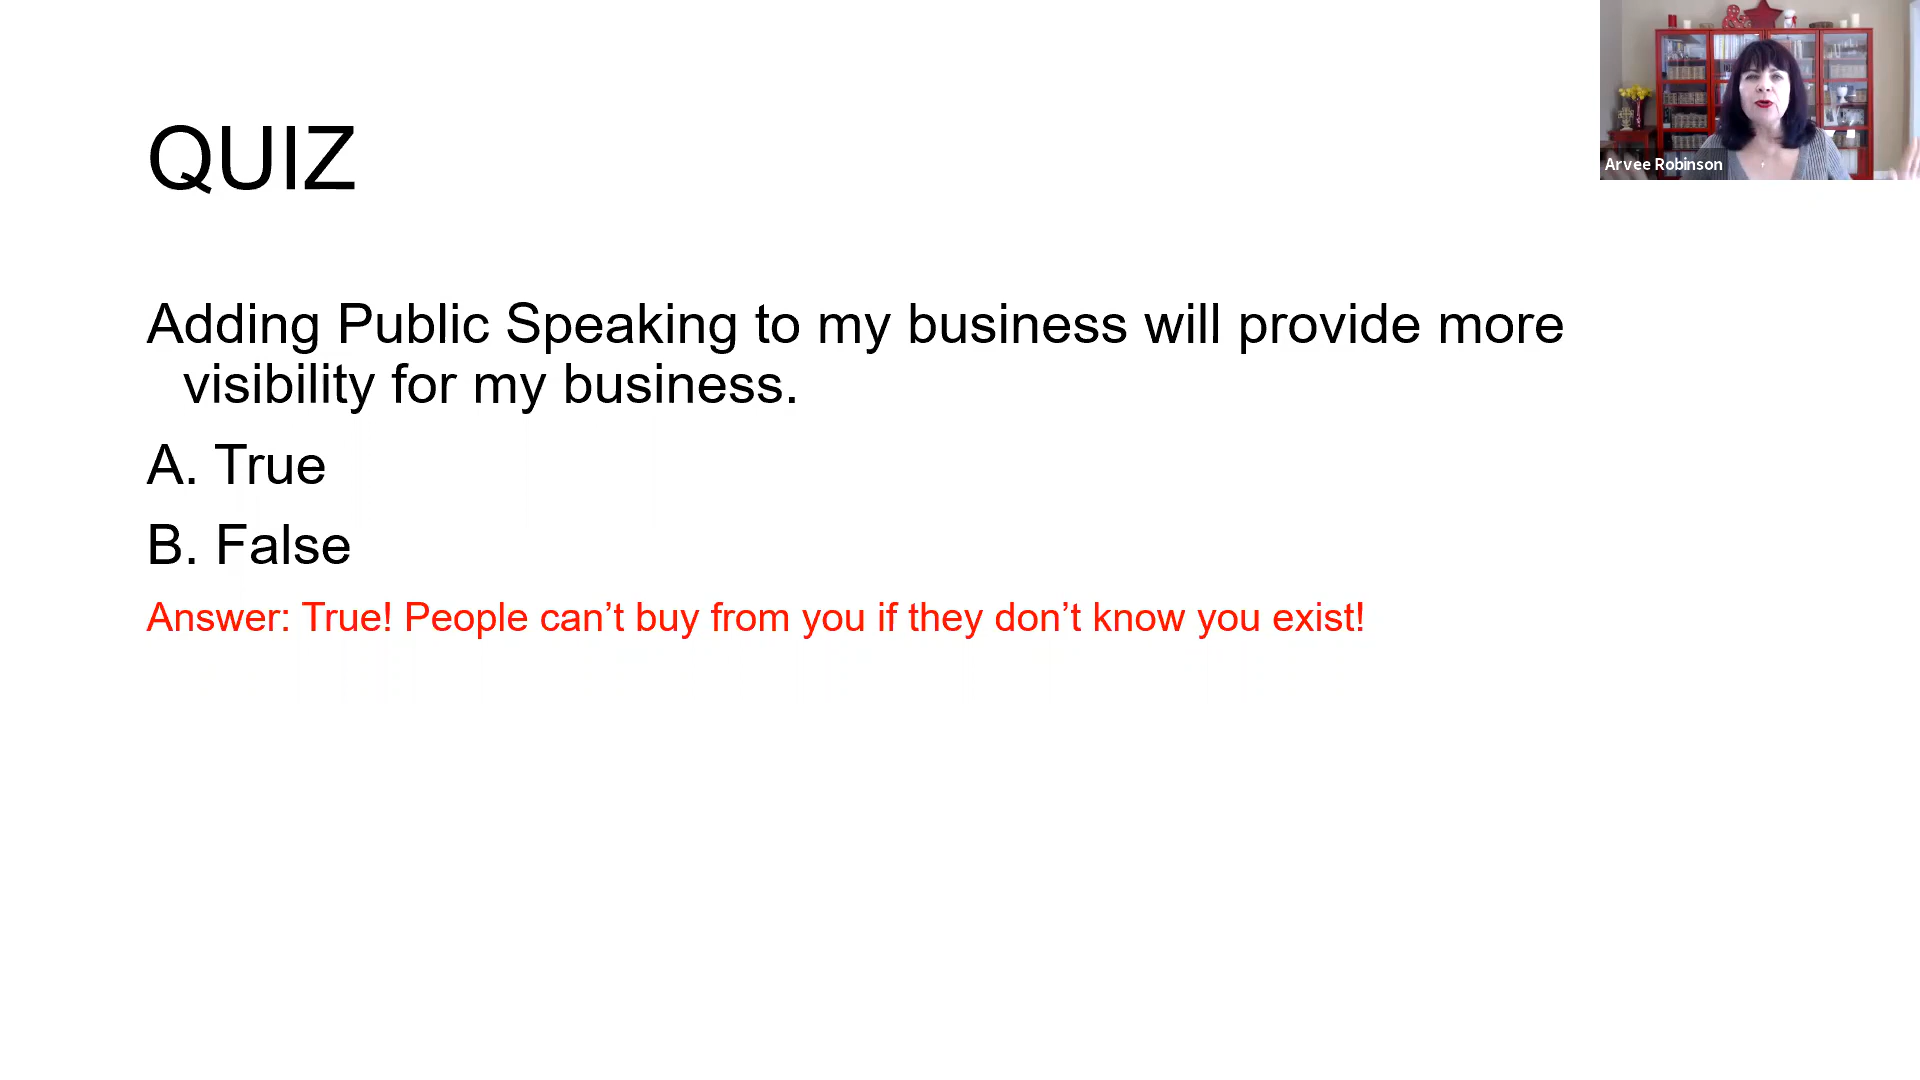 QUIZ
Adding Public Speaking to my business will provide more
visibility for my business.
A. True
B. False
Answer: True! People can’t buy from you if they don’t know you exist!
Arvee Robinson